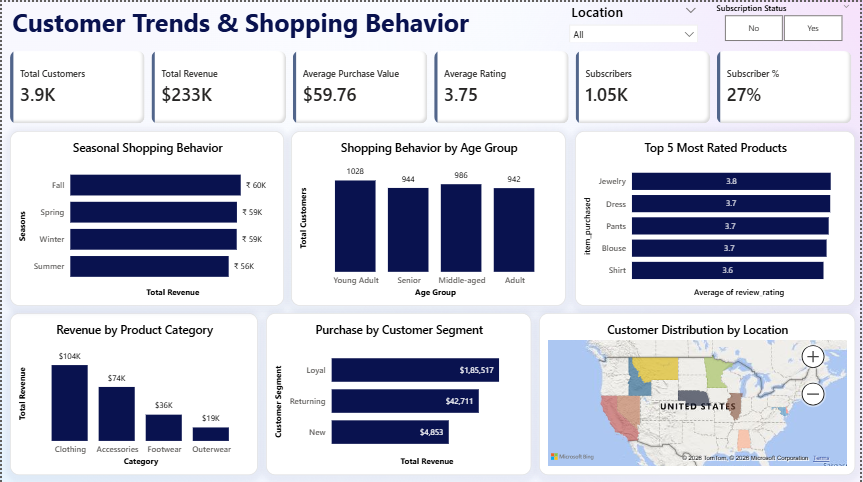 Customer Trends & Shopping Behavior
Location
All
Subscription Status
No
Yes
Total Customers
3.9K
Total Revenue
$233K
Average Purchase Value
$59.76
Average Rating
3.75
Subscribers
1.05K
Subscriber %
27%
Seasonal Shopping Behavior
Seasons
Fall
₹ 60K
Spring
₹ 59K
Winter
₹ 59K
Summer
₹ 56K
Total Revenue
Shopping Behavior by Age Group
Total Customers
1028
944
986
942
Young Adult
Senior
Middle-aged
Adult
Age Group
Top 5 Most Rated Products
item_purchased
Jewelry
3.8
Dress
3.7
Pants
3.7
Blouse
3.7
Shirt
3.6
Average of review_rating
Revenue by Product Category
Total Revenue
$104K
$74K
$36K
$19K
Clothing
Accessories
Footwear
Outerwear
Category
Purchase by Customer Segment
Customer Segment
Loyal
$1,85,517
Returning
$42,711
New
$4,853
Total Revenue
Customer Distribution by Location
UNITED STATES
Microsoft Bing
© 2026 TomTom, © 2026 Microsoft Corporation Terms